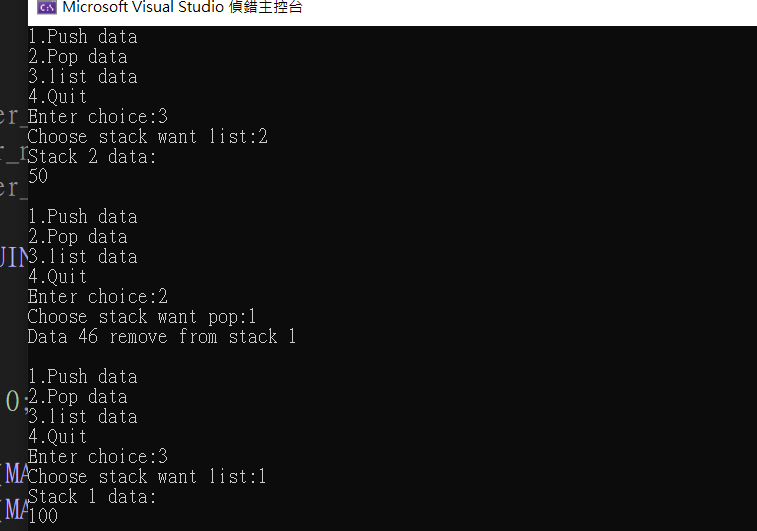 Microsoft Visual Studio 偵錯主控台
1.Push data
2.Pop data
3.list data
4.Quit
Enter choice:3
Choose stack want list:2
Stack 2 data:
50
1.Push data
2.Pop data
3.list data
4.Quit
Enter choice:2
Choose stack want pop:1
Data 46 remove from stack 1
1.Push data
2.Pop data
3.list data
4.Quit
Enter choice:3
Choose stack want list:1
Stack 1 data:
100